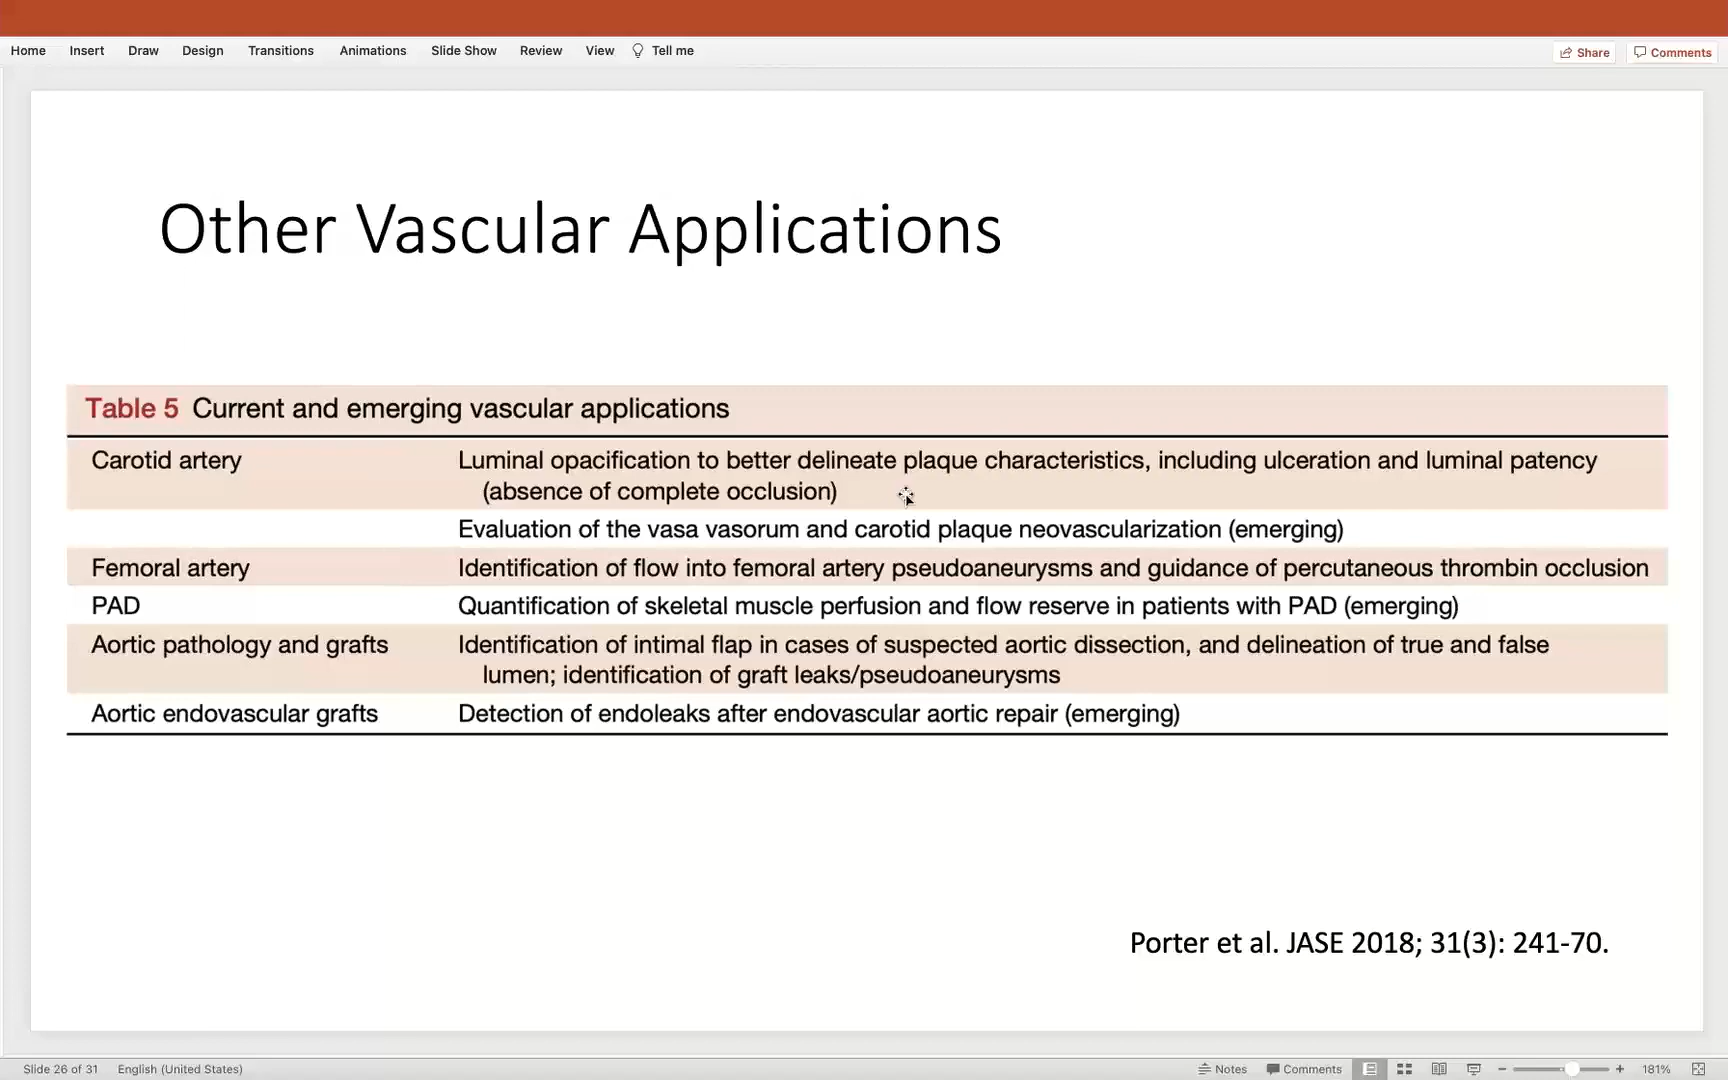 Home Insert Draw Design Transitions Animations Slide Show Review View Tell me Share Comments
Other Vascular Applications
Table 5 Current and emerging vascular applications
Carotid artery Luminal opacification to better delineate plaque characteristics, including ulceration and luminal patency
(absence of complete occlusion)
Evaluation of the vasa vasorum and carotid plaque neovascularization (emerging)
Femoral artery Identification of flow into femoral artery pseudoaneurysms and guidance of percutaneous thrombin occlusion
PAD Quantification of skeletal muscle perfusion and flow reserve in patients with PAD (emerging)
Aortic pathology and grafts Identification of intimal flap in cases of suspected aortic dissection, and delineation of true and false
lumen; identification of graft leaks/pseudoaneurysms
Aortic endovascular grafts Detection of endoleaks after endovascular aortic repair (emerging)
Porter et al. JASE 2018; 31(3): 241-70.
Slide 26 of 31 English (United States) Notes Comments 181%